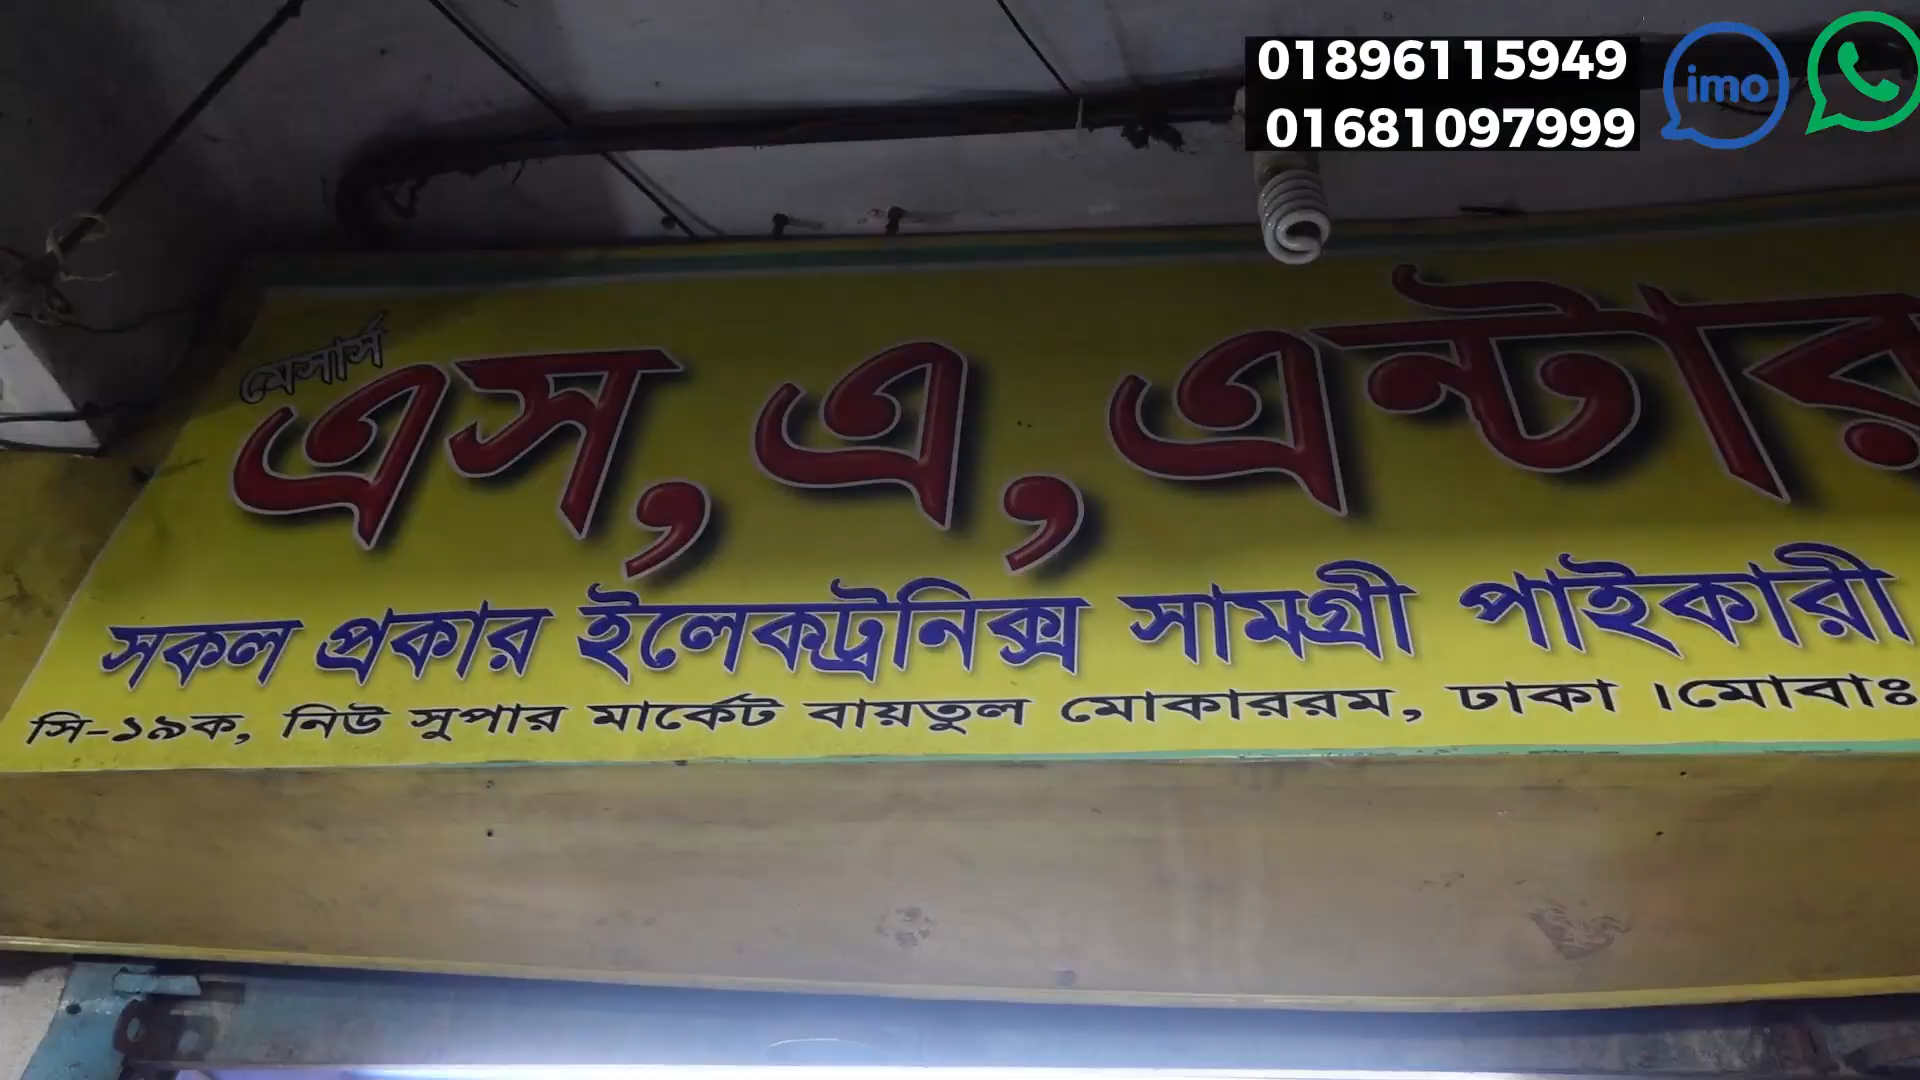 01896115949
01681097999
imo
মেসার্স
এস, এ, এন্টার
সকল প্রকার ইলেকট্রনিক্স সামগ্রী পাইকারী
সি-১৯ক, নিউ সুপার মার্কেট বায়তুল মোকাররম, ঢাকা ।মোবাঃ